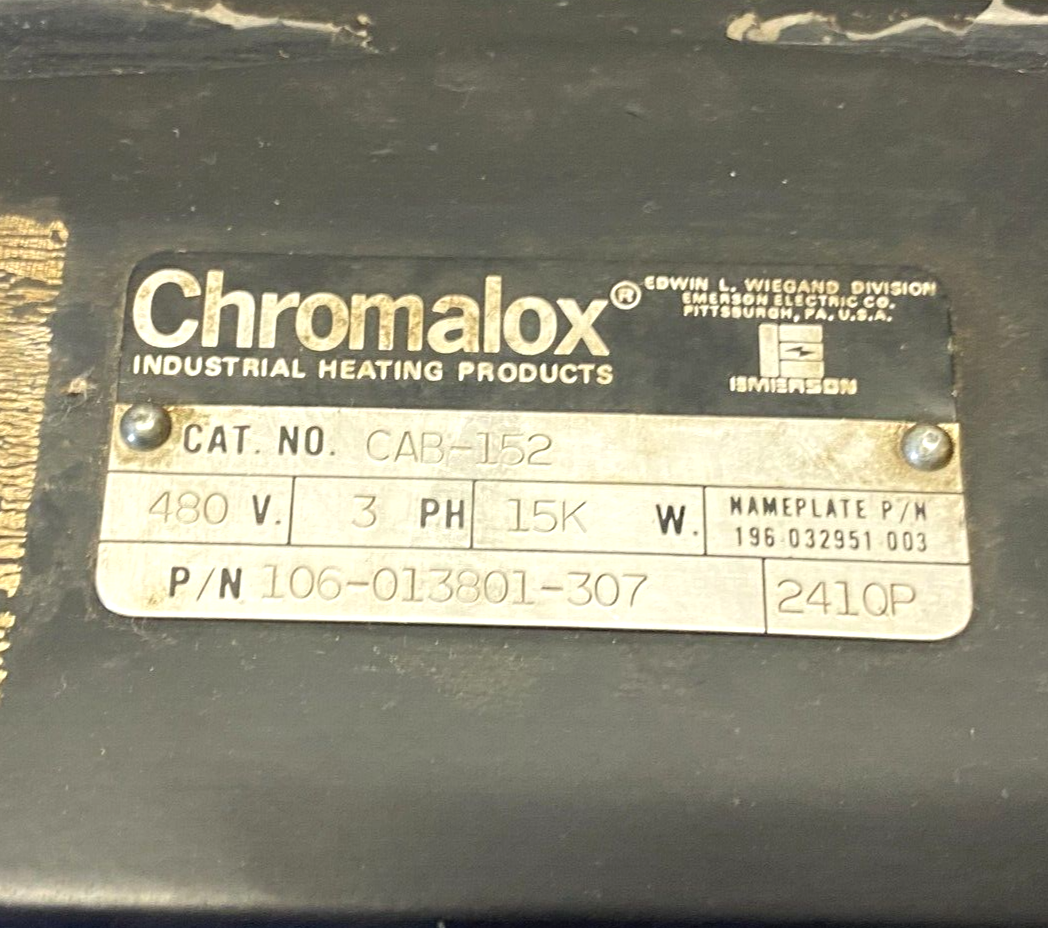 Chromalox®
INDUSTRIAL HEATING PRODUCTS
EDWIN L. WIEGAND DIVISION
EMERSON ELECTRIC CO.
PITTSBURGH, PA. U.S.A.
EMERSON
CAT. NO. CAB-152
480 V. 3 PH 15K W.
NAMEPLATE P/N
196 032951 003
P/N 106-013801-307 2410P